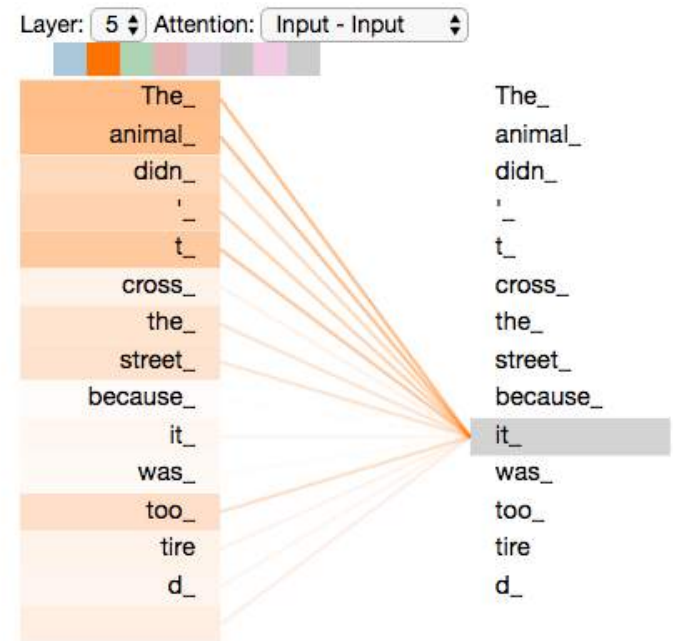 Layer: 5 Attention: Input - Input
The_ The_
animal_ animal_
didn_ didn_
'_ '_
t_ t_
cross_ cross_
the_ the_
street_ street_
because_ because_
it_ it_
was_ was_
too_ too_
tire tire
d_ d_